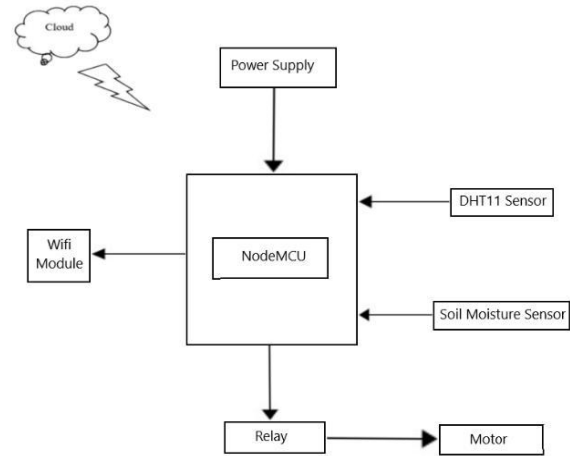 Cloud
Power Supply
DHT11 Sensor
Wifi
Module
NodeMCU
Soil Moisture Sensor
Relay
Motor